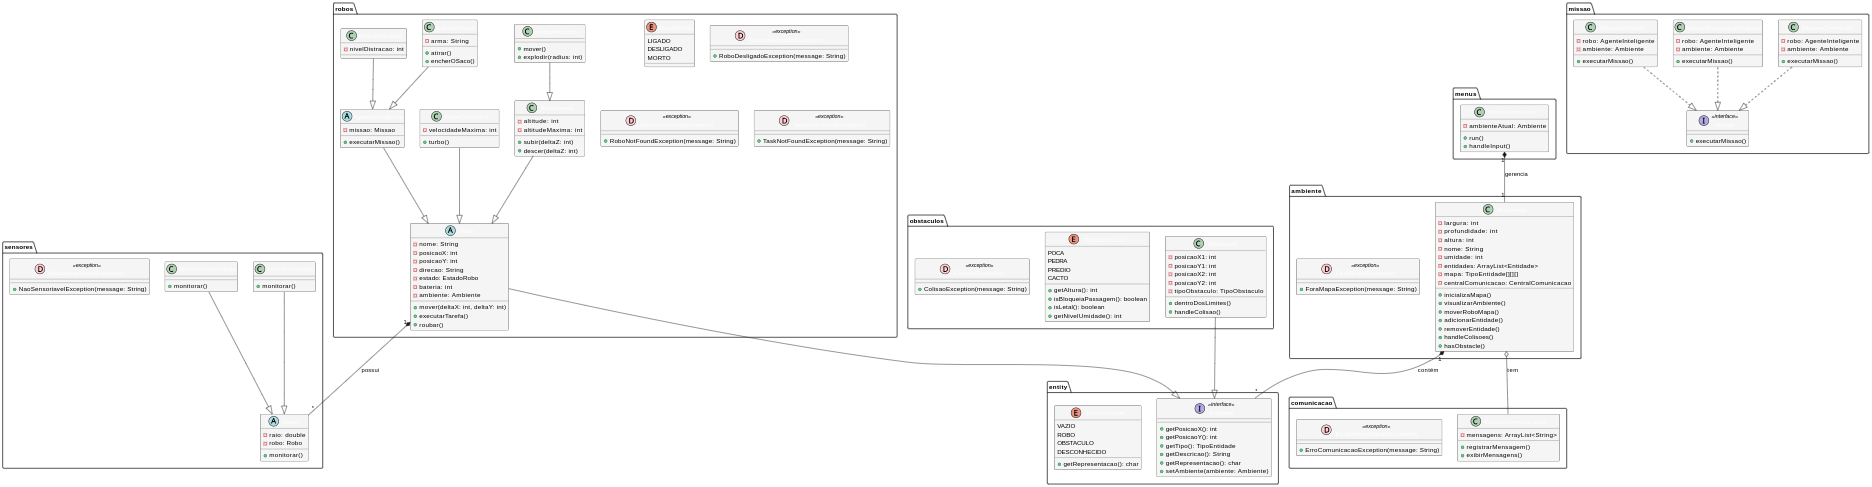 robos
C
nivelDistracao: int
C
arma: String
atirar()
encherOSaco()
C
mover()
explodir(radius: int)
E
LIGADO
DESLIGADO
MORTO
D «exception»
RoboDesligadoException(message: String)
A
missao: Missao
executarMissao()
C
velocidadeMaxima: int
turbo()
C
altitude: int
altitudeMaxima: int
subir(deltaZ: int)
descer(deltaZ: int)
D «exception»
RoboNotFoundException(message: String)
D «exception»
TaskNotFoundException(message: String)
A
nome: String
posicaoX: int
posicaoY: int
direcao: String
estado: EstadoRobo
bateria: int
ambiente: Ambiente
mover(deltaX: int, deltaY: int)
executarTarefa()
roubar()
1
possui
*
sensores
D «exception»
NaoSensoriavelException(message: String)
C
monitorar()
C
monitorar()
A
raio: double
robo: Robo
monitorar()
obstaculos
D «exception»
ColisaoException(message: String)
E
POCA
PEDRA
PREDIO
CACTO
getAltura(): int
isBloqueiaPassagem(): boolean
isLetal(): boolean
getNivelUmidade(): int
C
posicaoX1: int
posicaoY1: int
posicaoX2: int
posicaoY2: int
tipoObstaculo: TipoObstaculo
dentroDosLimites()
handleColisao()
entity
E
VAZIO
ROBO
OBSTACULO
DESCONHECIDO
getRepresentacao(): char
I «interface»
getPosicaoX(): int
getPosicaoY(): int
getTipo(): TipoEntidade
getDescricao(): String
getRepresentacao(): char
setAmbiente(ambiente: Ambiente)
menus
C
ambienteAtual: Ambiente
run()
handleInput()
1
gerencia
1
ambiente
D «exception»
ForaMapaException(message: String)
C
largura: int
profundidade: int
altura: int
nome: String
umidade: int
entidades: ArrayList<Entidade>
mapa: TipoEntidade[][][]
centralComunicacao: CentralComunicacao
inicializaMapa()
visualizarAmbiente()
moverRoboMapa()
adicionarEntidade()
removerEntidade()
handleColisoes()
hasObstacle()
1
contém
*
tem
comunicacao
D «exception»
ErroComunicacaoException(message: String)
C
mensagens: ArrayList<String>
registrarMensagem()
exibirMensagens()
missao
C
robo: AgenteInteligente
ambiente: Ambiente
executarMissao()
C
robo: AgenteInteligente
ambiente: Ambiente
executarMissao()
C
robo: AgenteInteligente
ambiente: Ambiente
executarMissao()
I «interface»
executarMissao()